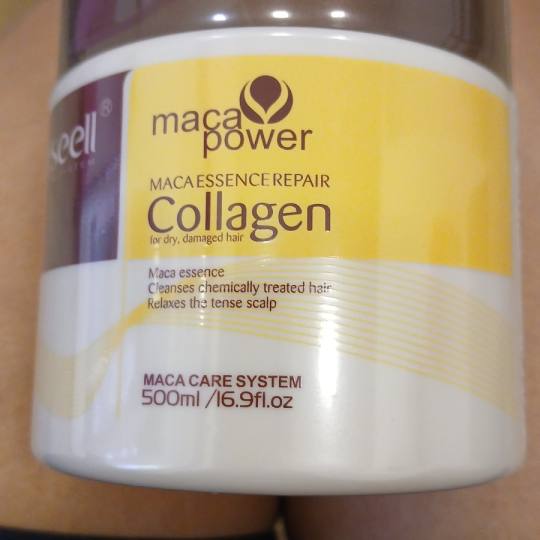 seell®
maca
power
MACA ESSENCE REPAIR
Collagen
for dry, damaged hair
Maca essence
Cleanses chemically treated hair
Relaxes the tense scalp
MACA CARE SYSTEM
500ml /16.9fl.oz